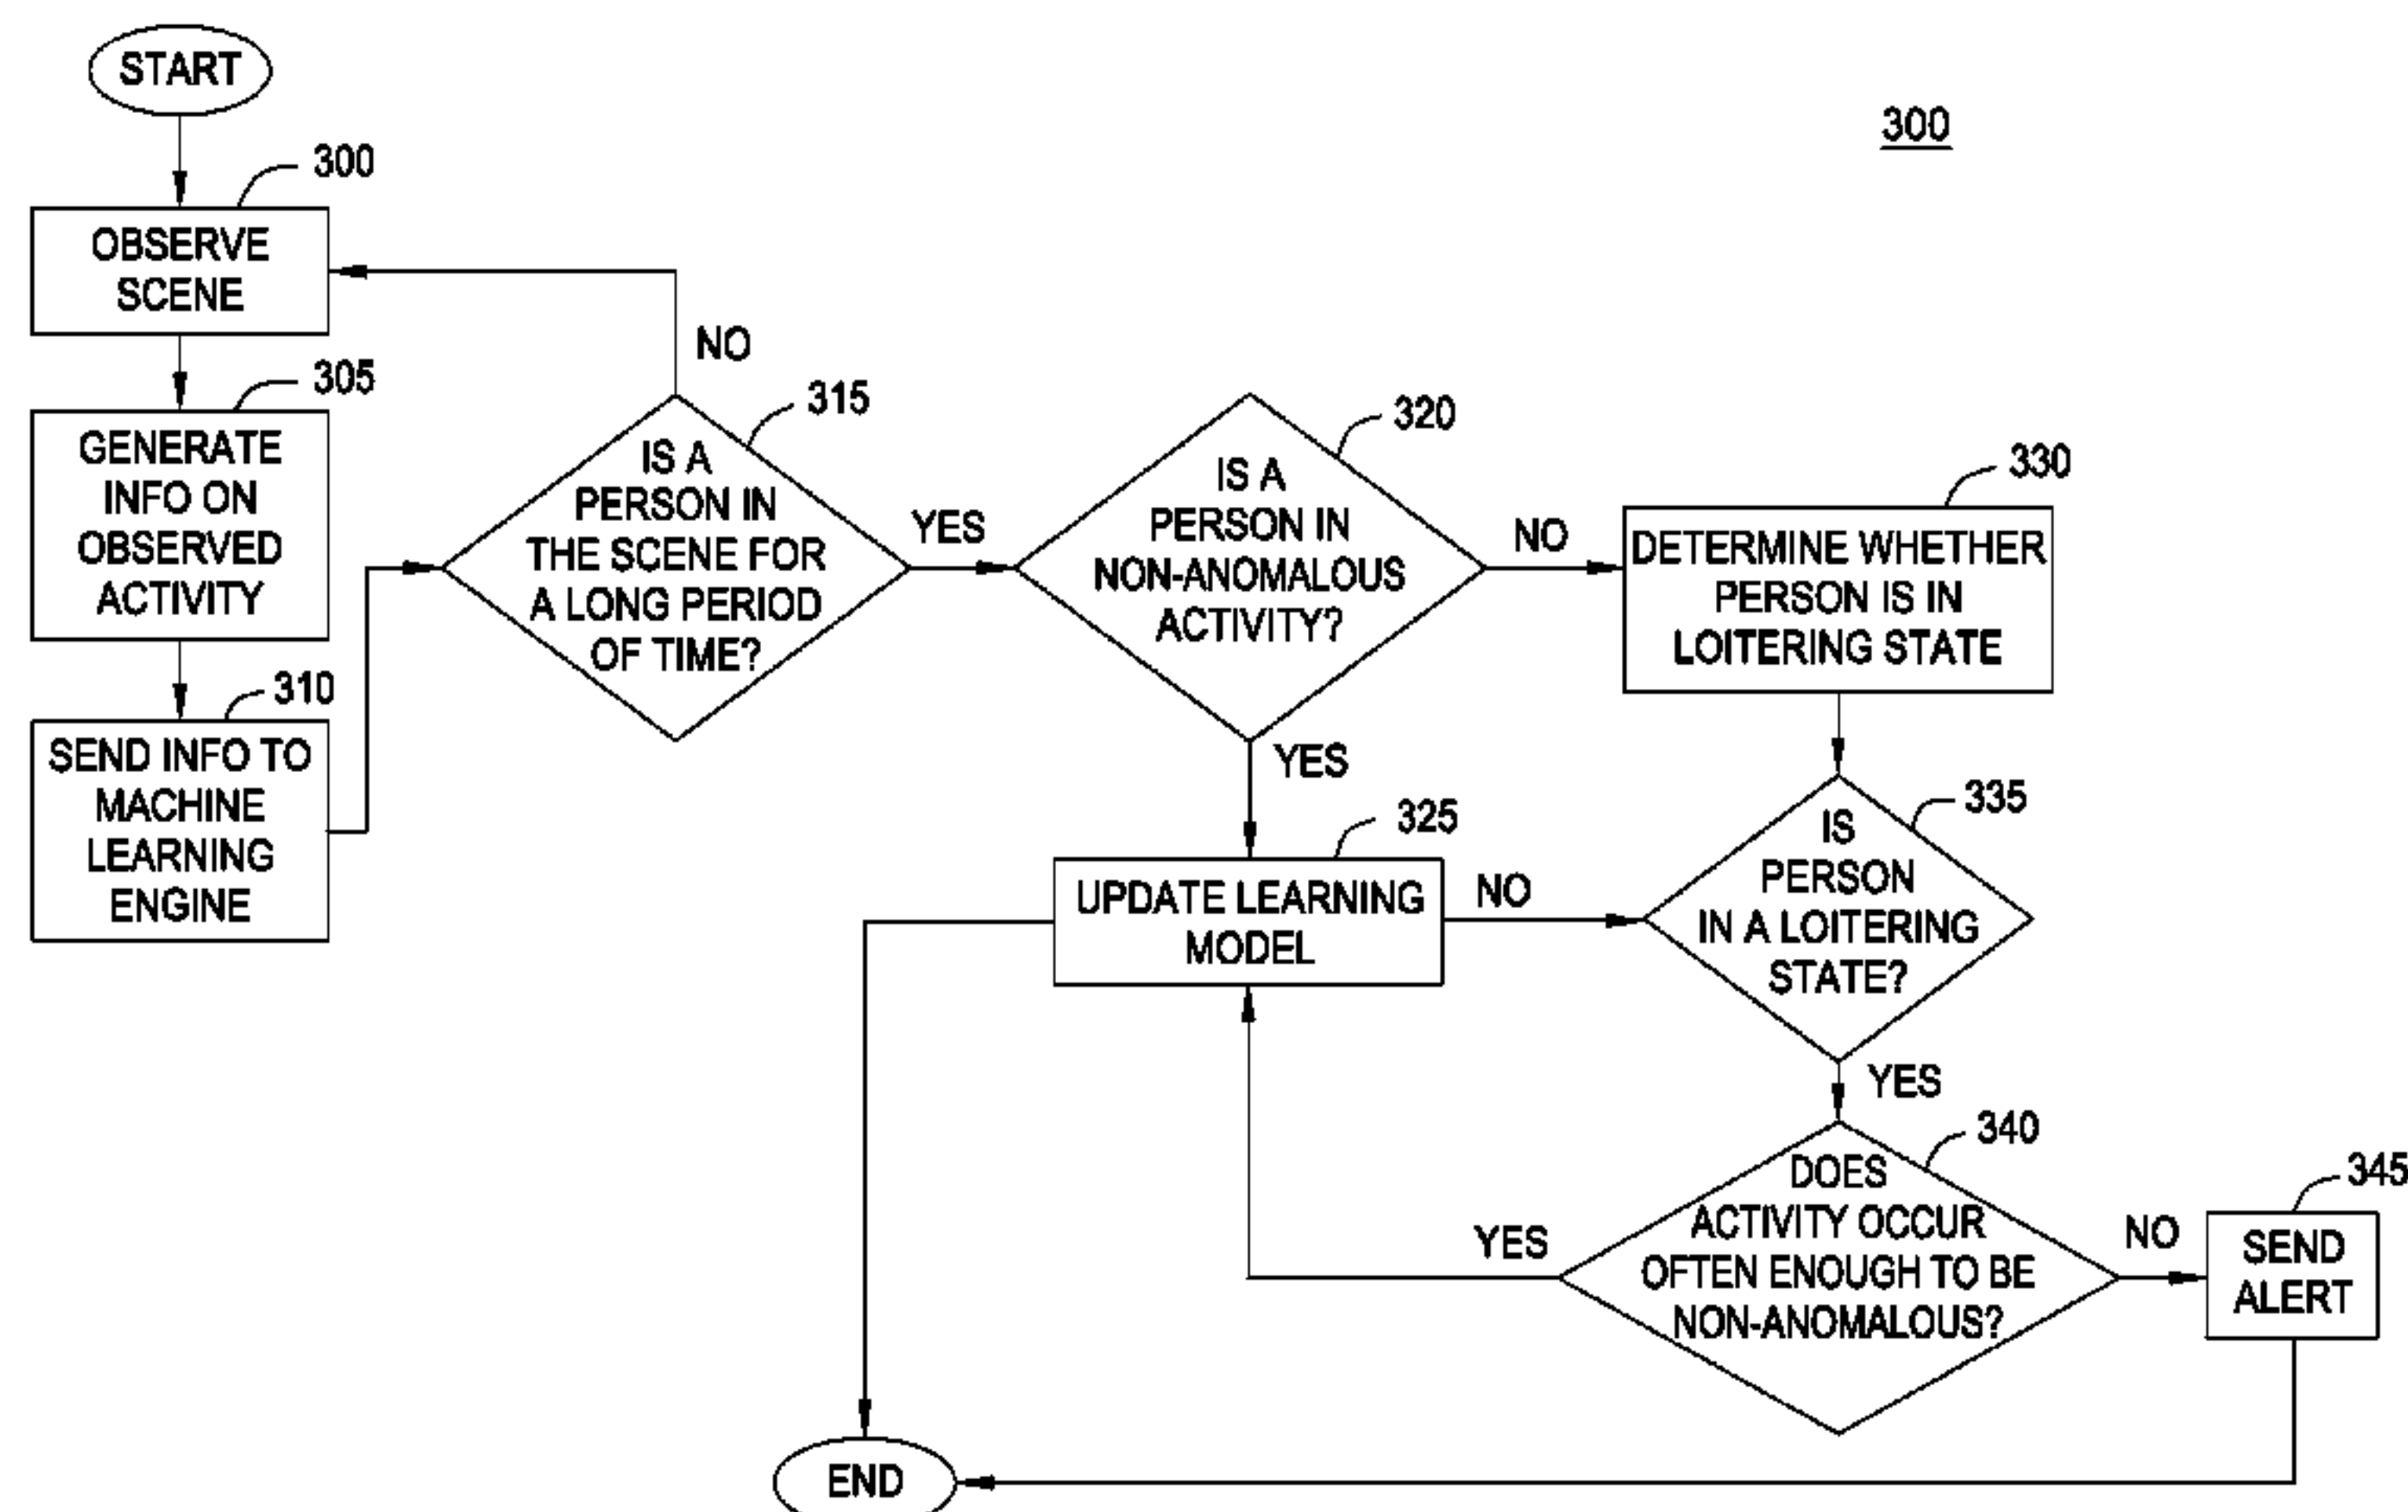 START
300
300
OBSERVE
SCENE
NO
305
GENERATE
INFO ON
OBSERVED
ACTIVITY
310
SEND INFO TO
MACHINE
LEARNING
ENGINE
315
IS A
PERSON IN
THE SCENE FOR
A LONG PERIOD
OF TIME?
YES
320
IS A
PERSON IN
NON-ANOMALOUS
ACTIVITY?
NO
YES
330
DETERMINE WHETHER
PERSON IS IN
LOITERING STATE
325
UPDATE LEARNING
MODEL
NO
335
IS
PERSON
IN A LOITERING
STATE?
YES
340
DOES
ACTIVITY OCCUR
OFTEN ENOUGH TO BE
NON-ANOMALOUS?
YES
NO
345
SEND
ALERT
END